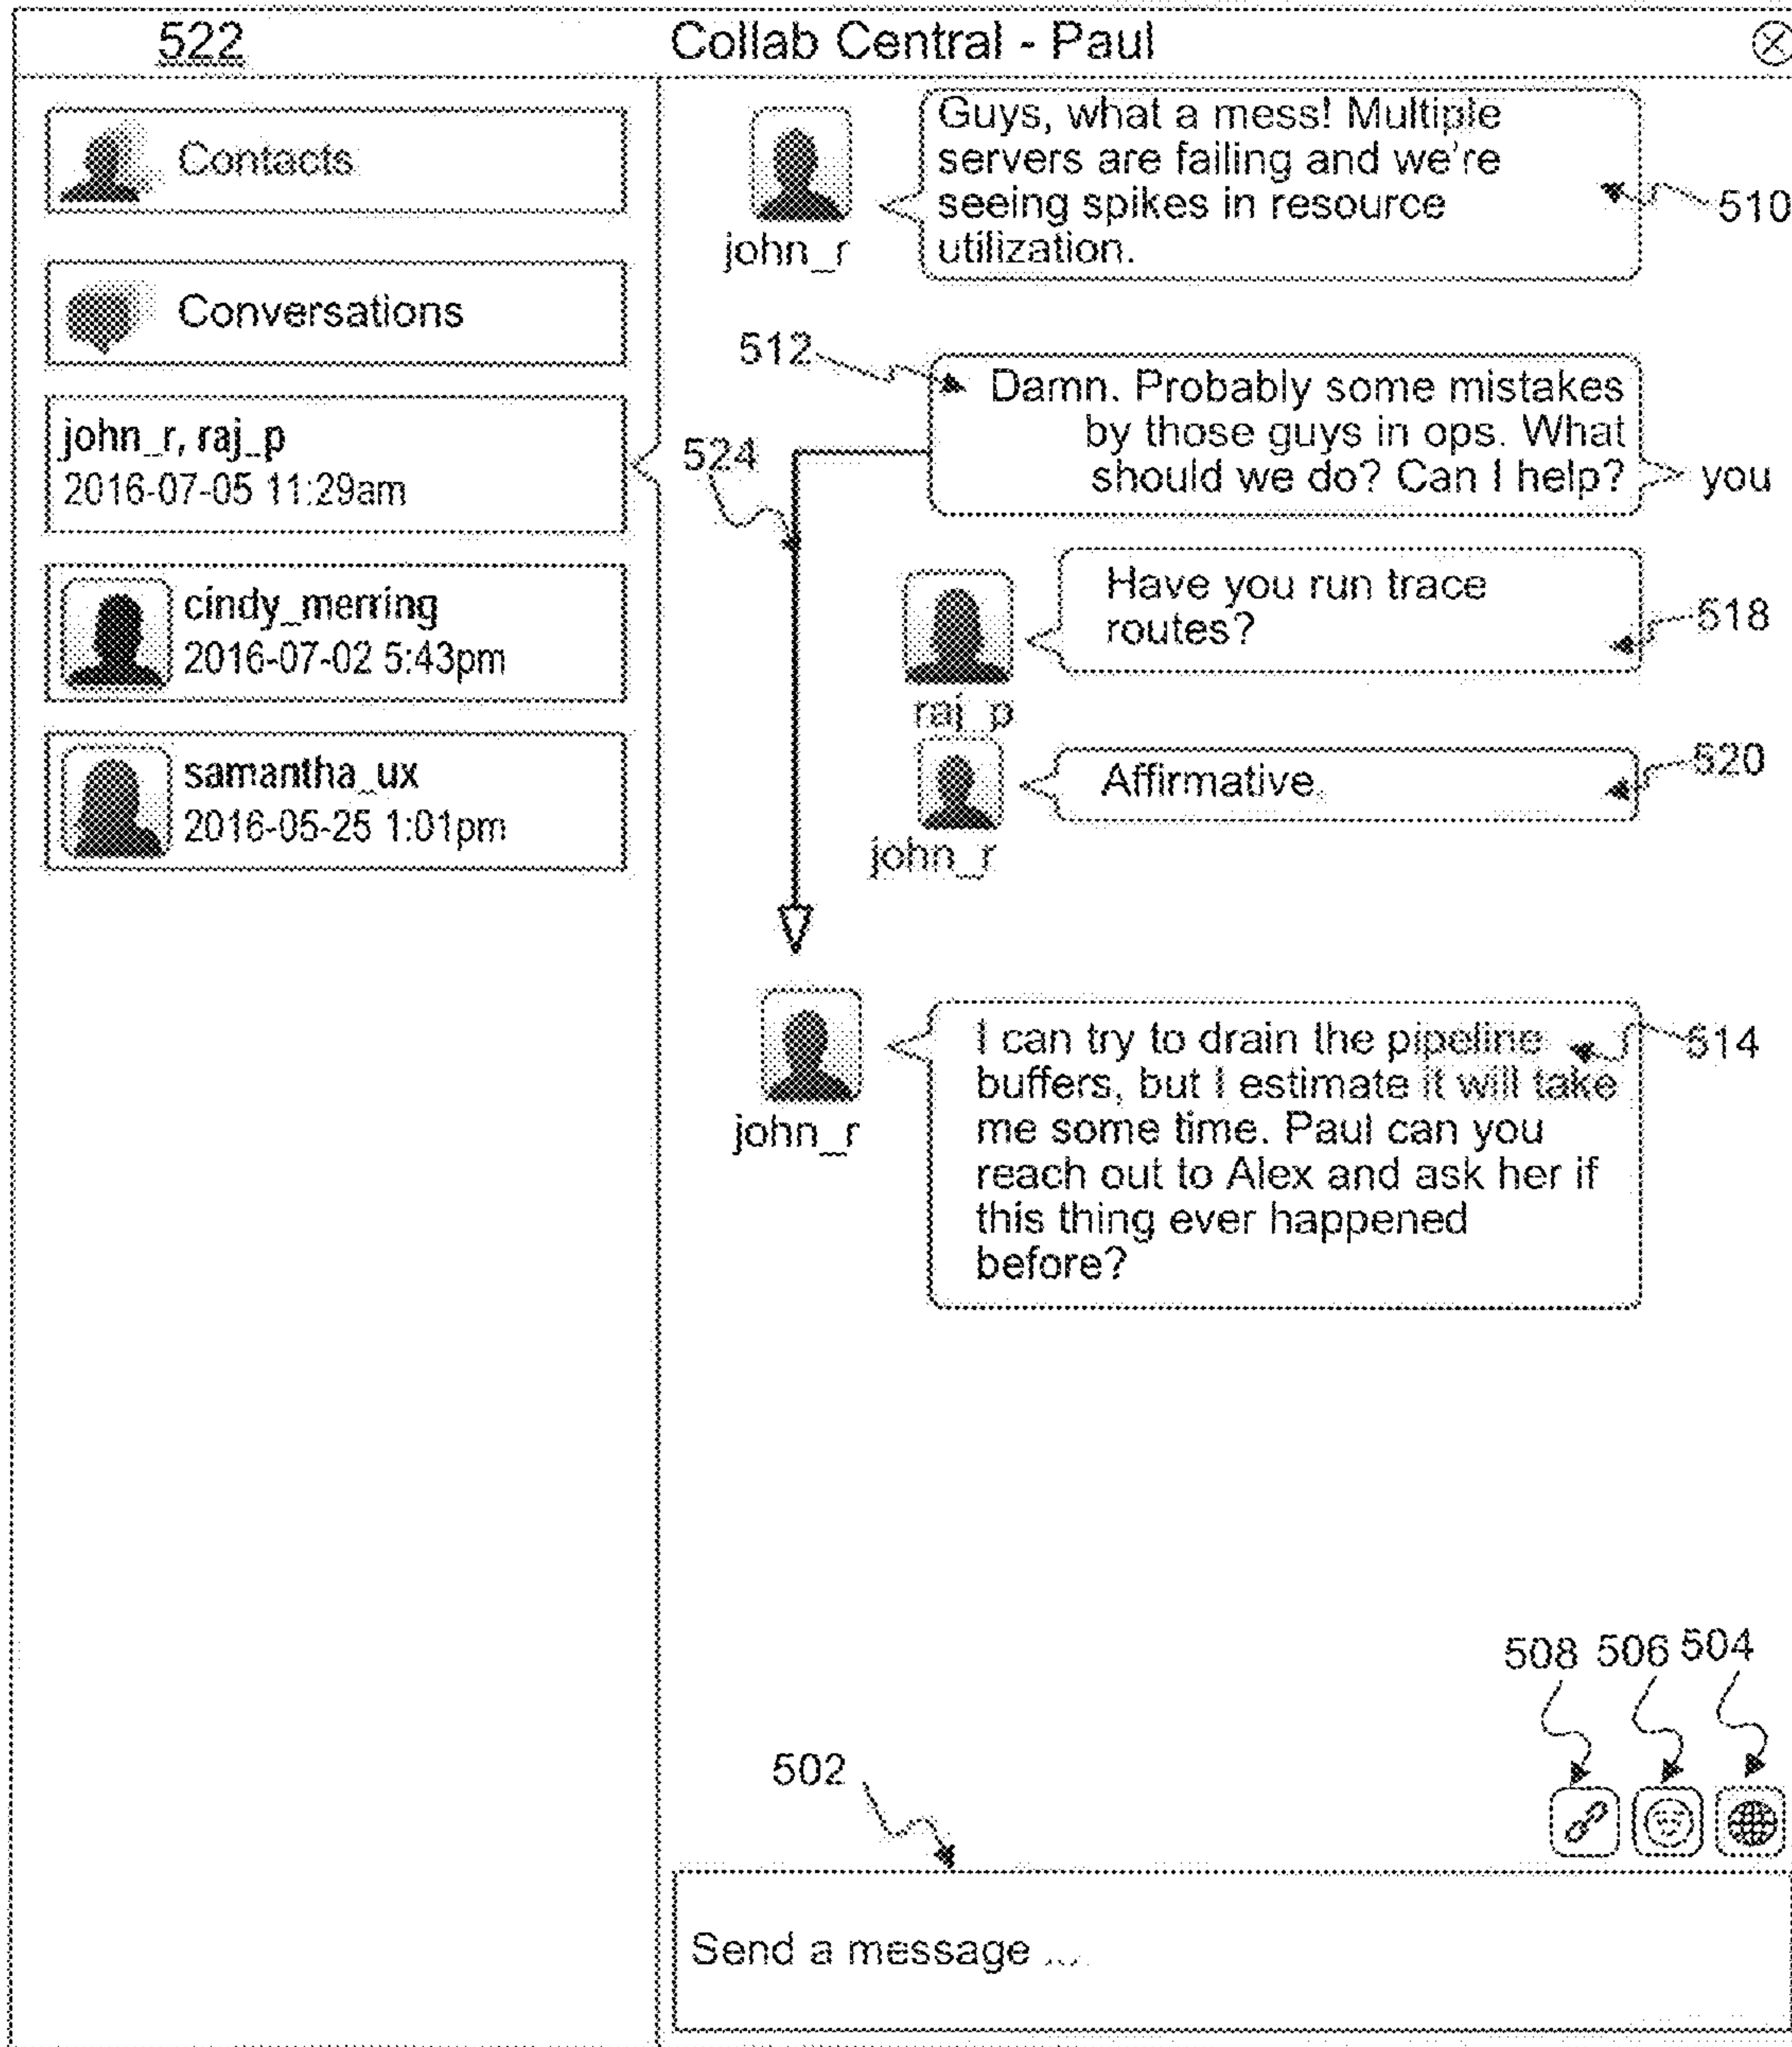 522
Collab Central - Paul
Contacts
Conversations
john_r, raj_p
2016-07-05 11:29am
cindy_merring
2016-07-02 5:43pm
samantha_ux
2016-05-25 1:01pm
john_r
Guys, what a mess! Multiple
servers are failing and we're
seeing spikes in resource
utilization.
510
512
Damn. Probably some mistakes
by those guys in ops. What
should we do? Can I help?
you
524
Have you run trace
routes?
518
raj_p
Affirmative.
520
john_r
john_r
I can try to drain the pipeline
buffers, but I estimate it will take
me some time. Paul can you
reach out to Alex and ask her if
this thing ever happened
before?
514
508 506 504
502
Send a message ...